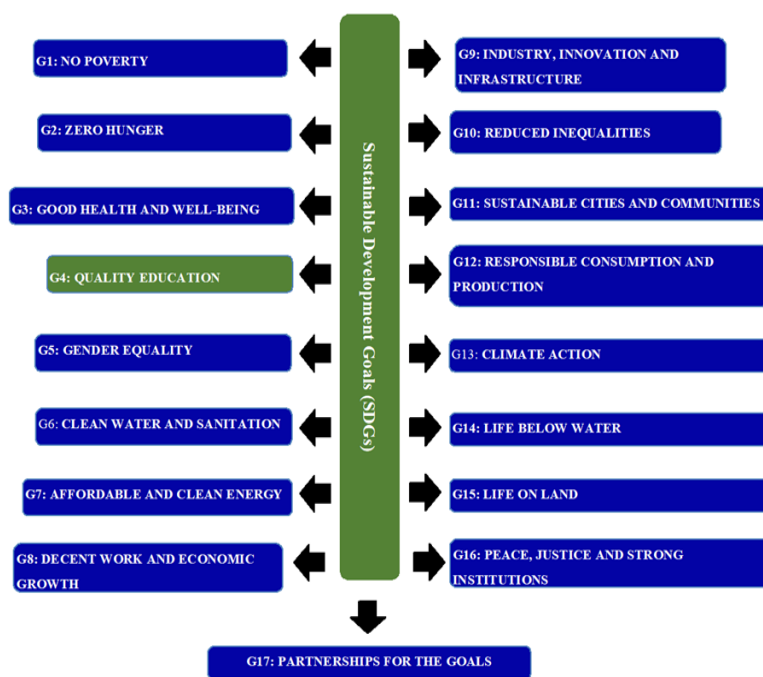 G1: NO POVERTY
G2: ZERO HUNGER
G3: GOOD HEALTH AND WELL-BEING
G4: QUALITY EDUCATION
G5: GENDER EQUALITY
G6: CLEAN WATER AND SANITATION
G7: AFFORDABLE AND CLEAN ENERGY
G8: DECENT WORK AND ECONOMIC
GROWTH
Sustainable Development Goals (SDGs)
G9: INDUSTRY, INNOVATION AND
INFRASTRUCTURE
G10: REDUCED INEQUALITIES
G11: SUSTAINABLE CITIES AND COMMUNITIES
G12: RESPONSIBLE CONSUMPTION AND
PRODUCTION
G13: CLIMATE ACTION
G14: LIFE BELOW WATER
G15: LIFE ON LAND
G16: PEACE, JUSTICE AND STRONG
INSTITUTIONS
G17: PARTNERSHIPS FOR THE GOALS